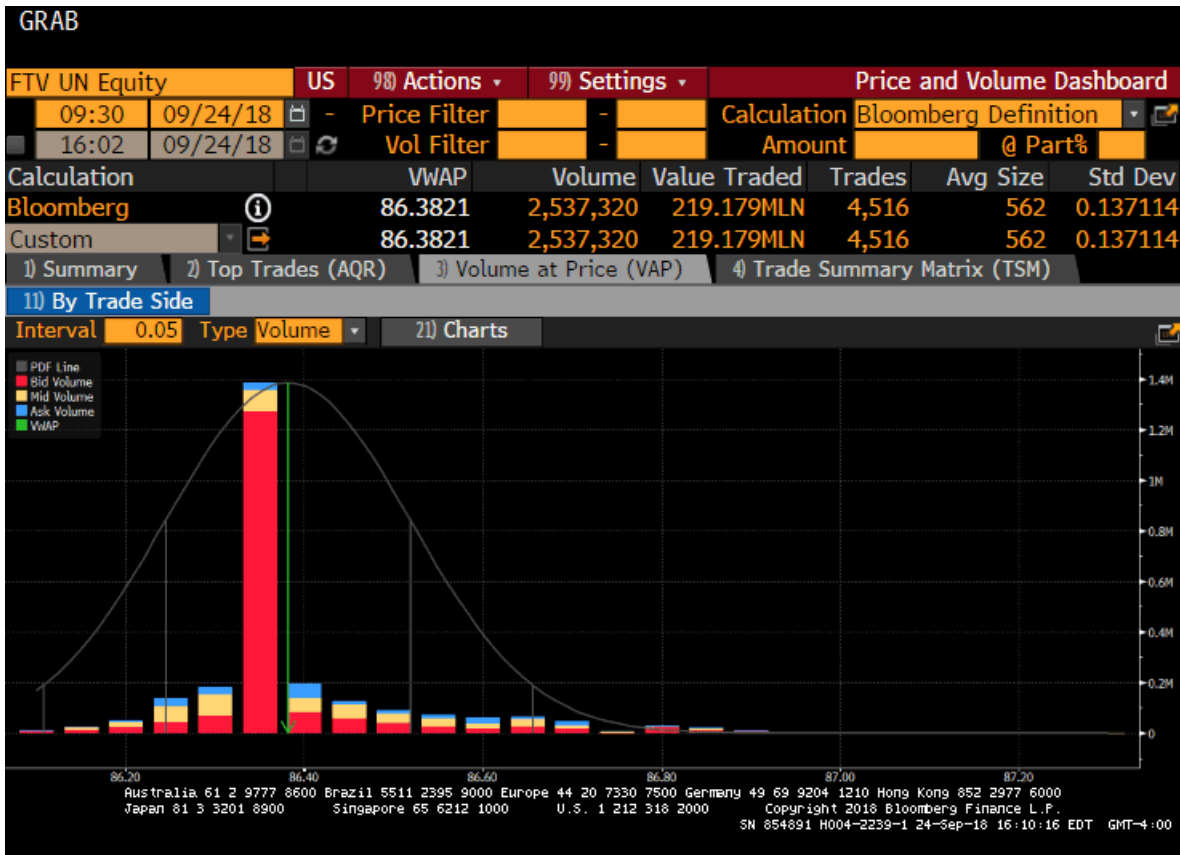 GRAB
FTV UN Equity US 98) Actions 99) Settings Price and Volume Dashboard
09:30 09/24/18 - Price Filter - Calculation Bloomberg Definition
16:02 09/24/18 Vol Filter - Amount @ Part%
Calculation VWAP Volume Value Traded Trades Avg Size Std Dev
Bloomberg 86.3821 2,537,320 219.179MLN 4,516 562 0.137114
Custom 86.3821 2,537,320 219.179MLN 4,516 562 0.137114
1) Summary 2) Top Trades (AQR) 3) Volume at Price (VAP) 4) Trade Summary Matrix (TSM)
11) By Trade Side
Interval 0.05 Type Volume 21) Charts
PDF Line
Bid Volume
Mid Volume
Ask Volume
VWAP
1.4M
1.2M
1M
0.8M
0.6M
0.4M
0.2M
0
86.20 86.40 86.60 86.80 87.00 87.20
Australia 61 2 9777 8600 Brazil 5511 2395 9000 Europe 44 20 7330 7500 Germany 49 69 9204 1210 Hong Kong 852 2977 6000
Japan 81 3 3201 8900 Singapore 65 6212 1000 U.S. 1 212 318 2000 Copyright 2018 Bloomberg Finance L.P.
SN 854891 H004-2239-1 24-Sep-18 16:10:16 EDT GMT-4:00